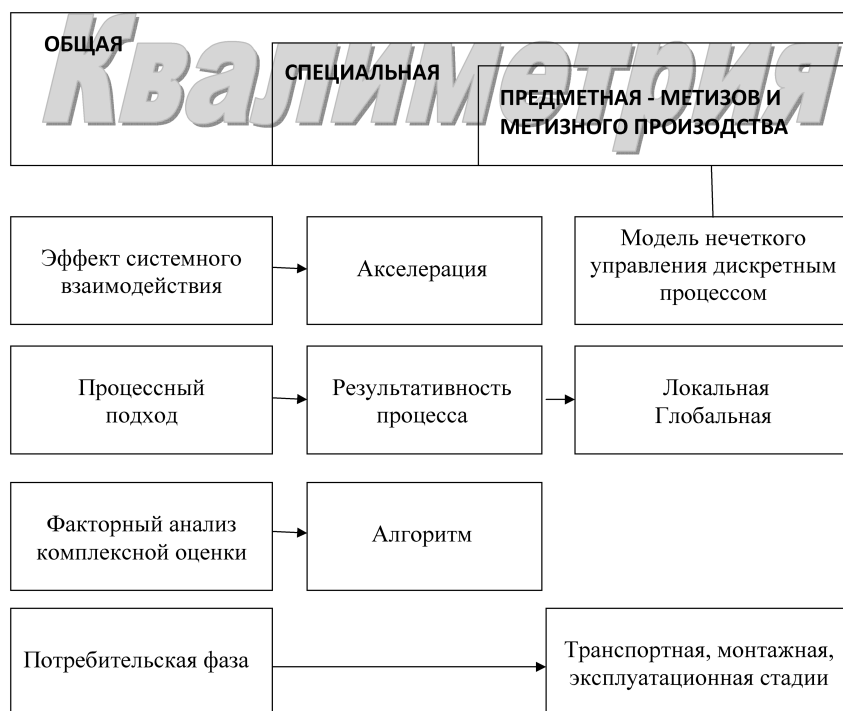 Квалиметрия
ОБЩАЯ
СПЕЦИАЛЬНАЯ
ПРЕДМЕТНАЯ - МЕТИЗОВ И
МЕТИЗНОГО ПРОИЗОДСТВА
Эффект системного
взаимодействия
Акселерация
Модель нечеткого
управления дискретным
процессом
Процессный
подход
Результативность
процесса
Локальная
Глобальная
Факторный анализ
комплексной оценки
Алгоритм
Потребительская фаза
Транспортная, монтажная,
эксплуатационная стадии